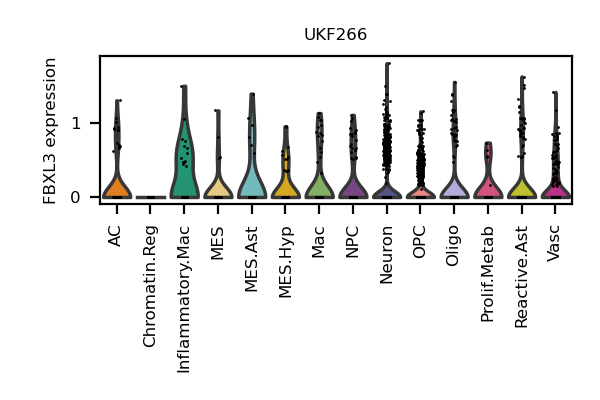 UKF266
FBXL3 expression
1
0
AC
Chromatin.Reg
Inflammatory.Mac
MES
MES.Ast
MES.Hyp
Mac
NPC
Neuron
OPC
Oligo
Prolif.Metab
Reactive.Ast
Vasc